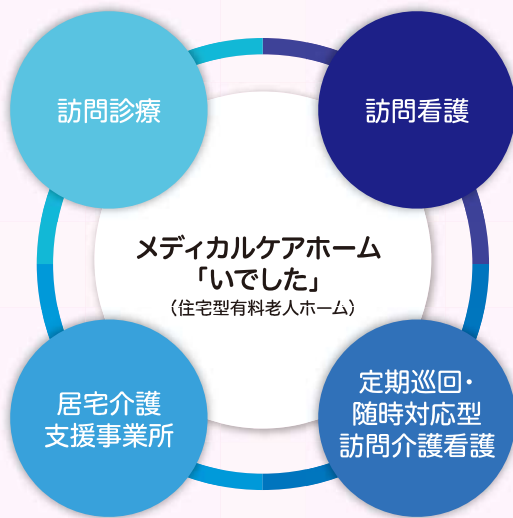 訪問診療
訪問看護
メディカルケアホーム
「いでした」
（住宅型有料老人ホーム）
居宅介護
支援事業所
定期巡回・
随時対応型
訪問介護看護